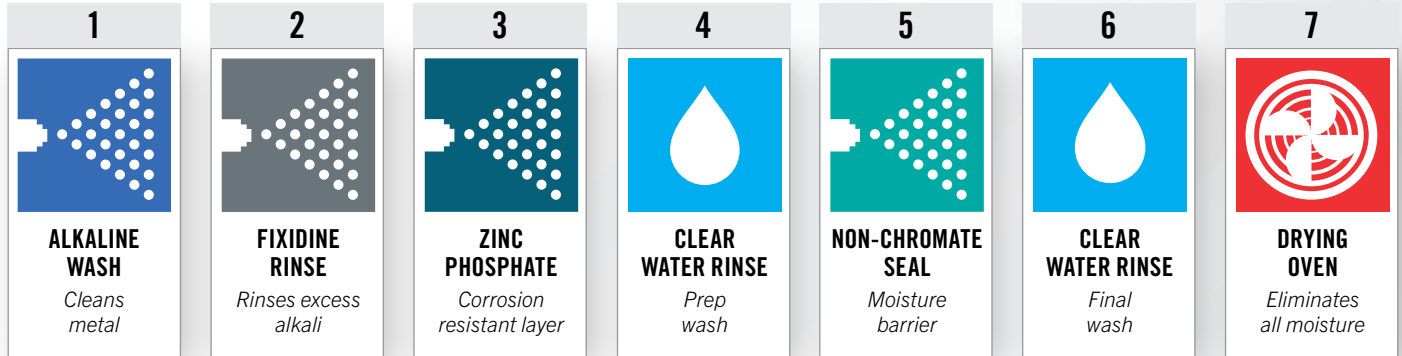 1
ALKALINE
WASH
Cleans
metal
2
FIXIDINE
RINSE
Rinses excess
alkali
3
ZINC
PHOSPHATE
Corrosion
resistant layer
4
CLEAR
WATER RINSE
Prep
wash
5
NON-CHROMATE
SEAL
Moisture
barrier
6
CLEAR
WATER RINSE
Final
wash
7
DRYING
OVEN
Eliminates
all moisture